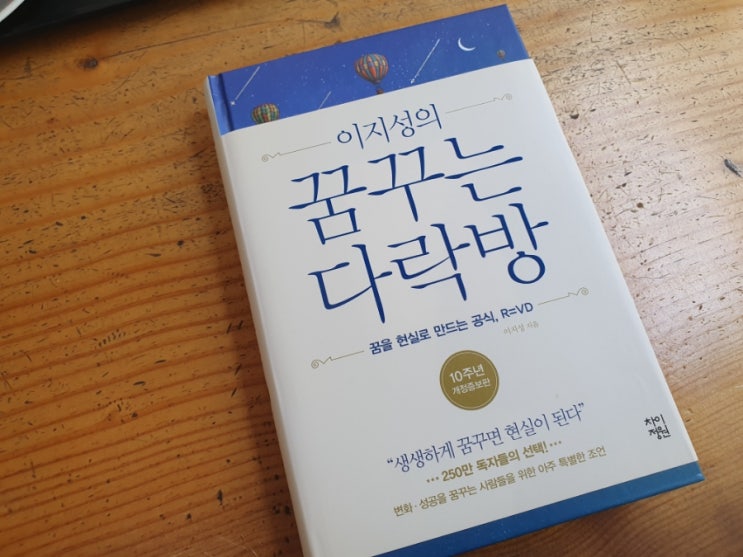 이지성의
꿈꾸는
다락방
꿈을 현실로 만드는 공식, R=VD
이지성 지음
10주년
개정증보판
“생생하게 꿈꾸면 현실이 된다”
••• 250만 독자들의 선택! •••
변화·성공을 꿈꾸는 사람들을 위한 아주 특별한 조언
차이
정원